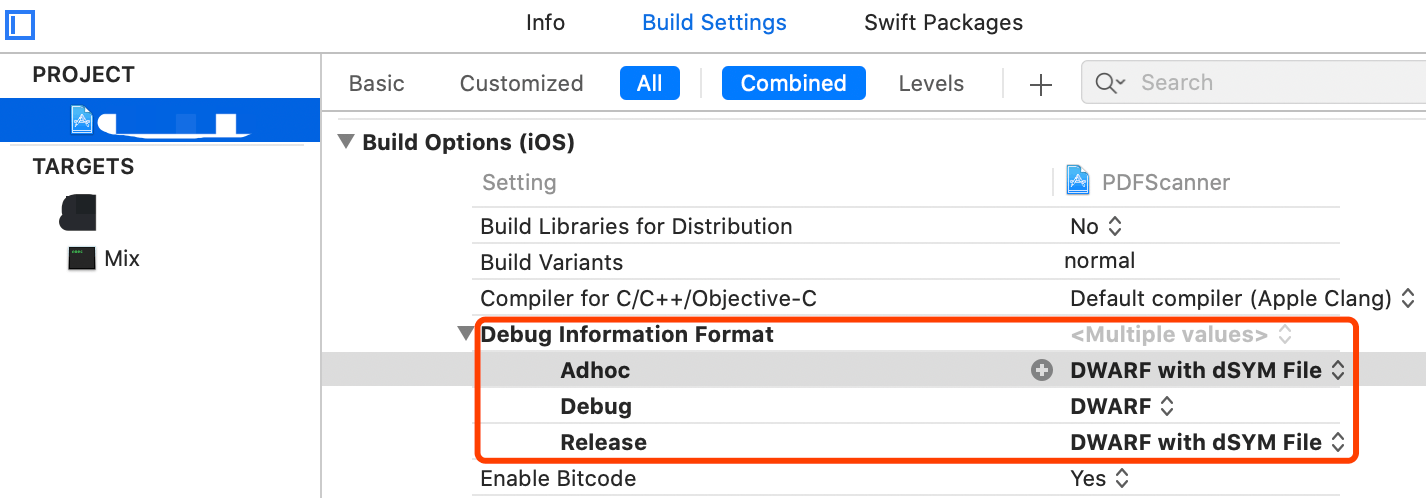 Info Build Settings Swift Packages
PROJECT
Basic Customized All Combined Levels Search
TARGETS
Mix
Build Options (iOS)
Setting PDFScanner
Build Libraries for Distribution No
Build Variants normal
Compiler for C/C++/Objective-C Default compiler (Apple Clang)
Debug Information Format <Multiple values>
Adhoc DWARF with dSYM File
Debug DWARF
Release DWARF with dSYM File
Enable Bitcode Yes